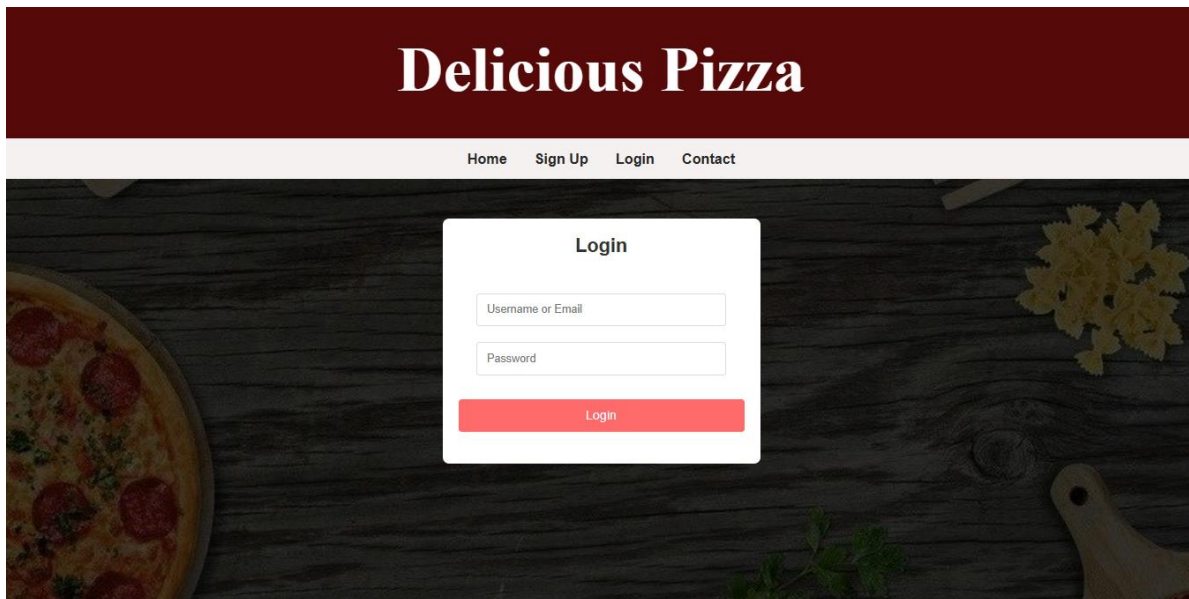 Delicious Pizza
Home Sign Up Login Contact
Login
Username or Email
Password
Login